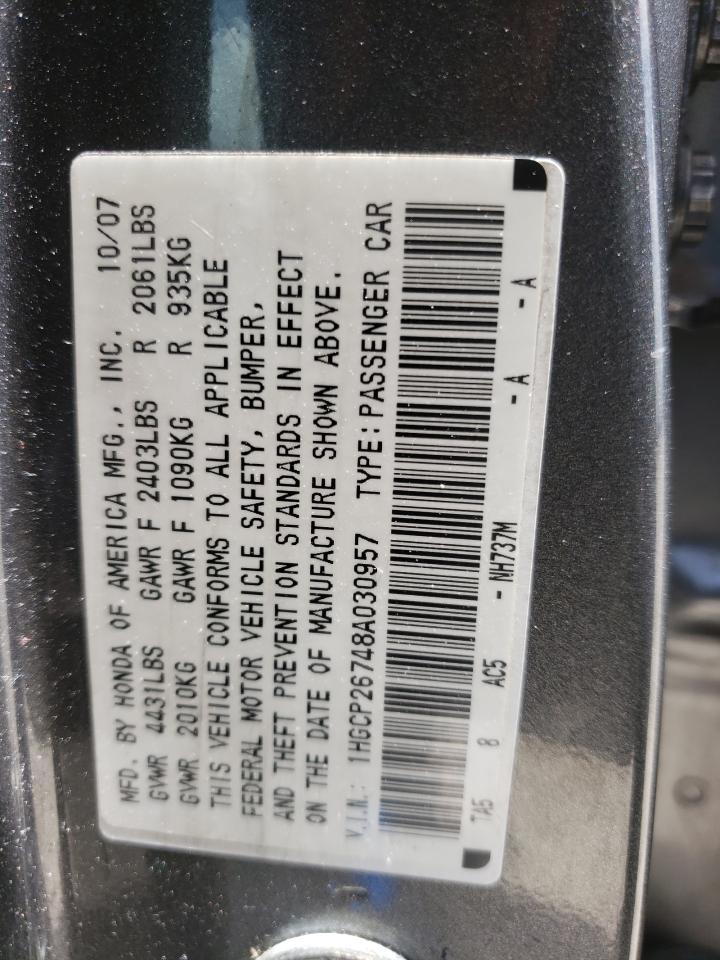 MFD. BY HONDA OF AMERICA MFG., INC. 10/07
GVWR 4431LBS GAWR F 2403LBS R 2061LBS
GVWR 2010KG GAWR F 1090KG R 935KG
THIS VEHICLE CONFORMS TO ALL APPLICABLE
FEDERAL MOTOR VEHICLE SAFETY, BUMPER,
AND THEFT PREVENTION STANDARDS IN EFFECT
ON THE DATE OF MANUFACTURE SHOWN ABOVE.
V.I.N.: 1HGCP26748A030957 TYPE:PASSENGER CAR
TA5 8 AC5 - NH737M - A - A